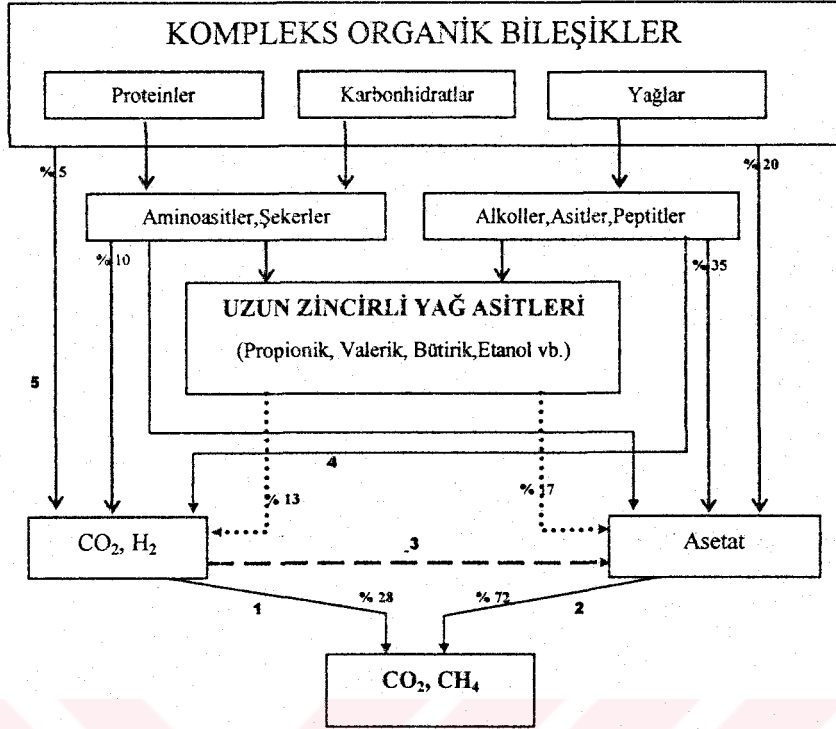 KOMPLEKS ORGANİK BİLEŞİKLER
Proteinler
Karbonhidratlar
Yağlar
% 5
% 20
Aminoasitler,Şekerler
Alkoller,Asitler,Peptitler
% 10
% 35
UZUN ZİNCİRLİ YAĞ ASİTLERİ
(Propionik, Valerik, Bütirik,Etanol vb.)
5
4
% 13
% 17
CO₂, H₂
3
Asetat
1
% 28
% 72
2
CO₂, CH₄